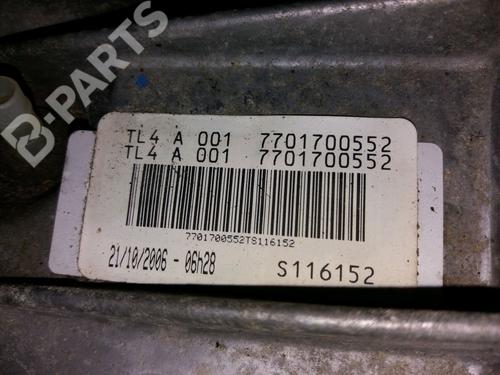 B-PARTS
TL4 A 001 7701700552
TL4 A 001 7701700552
7701700552TS116152
21/10/2006 - 06h28 S116152